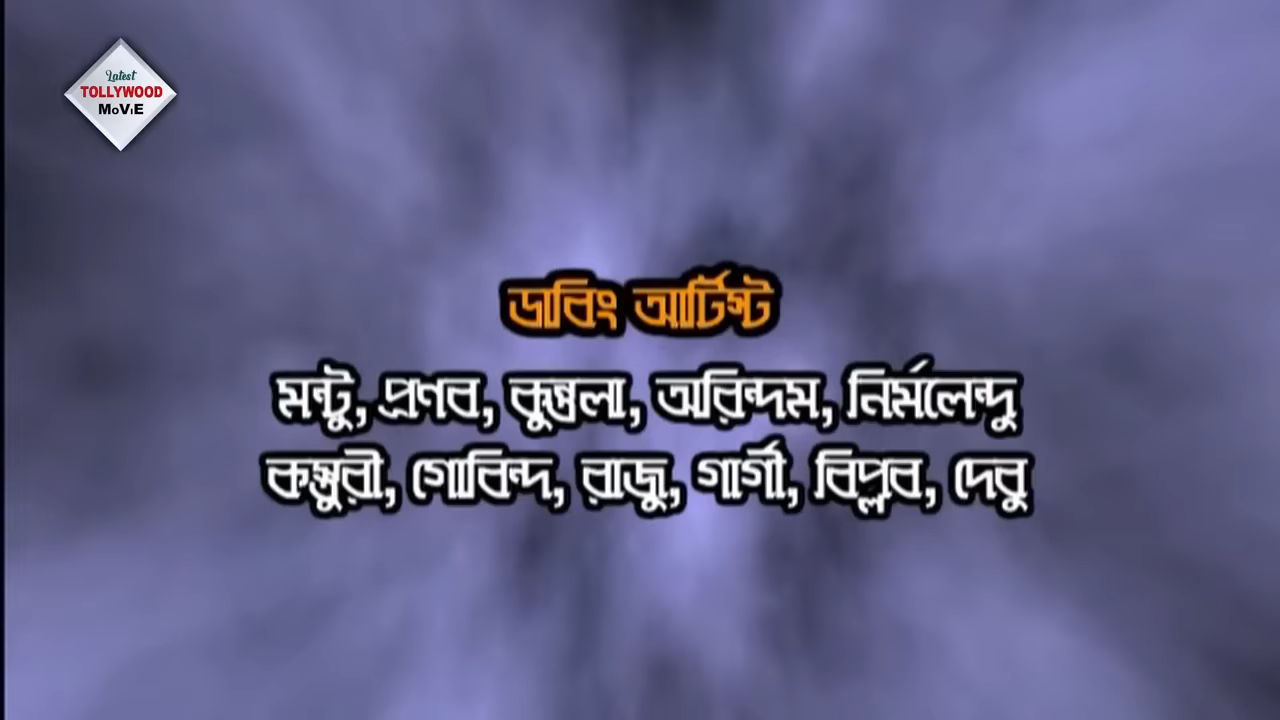 Latest
TOLLYWOOD
MoViE
ডাবিং আর্টিস্ট
মন্টু, প্রণব, কুন্তলা, অরিন্দম, নির্মলেন্দু
কস্তুরী, গোবিন্দ, রাজু, গার্গী, বিপ্লব, দেবু